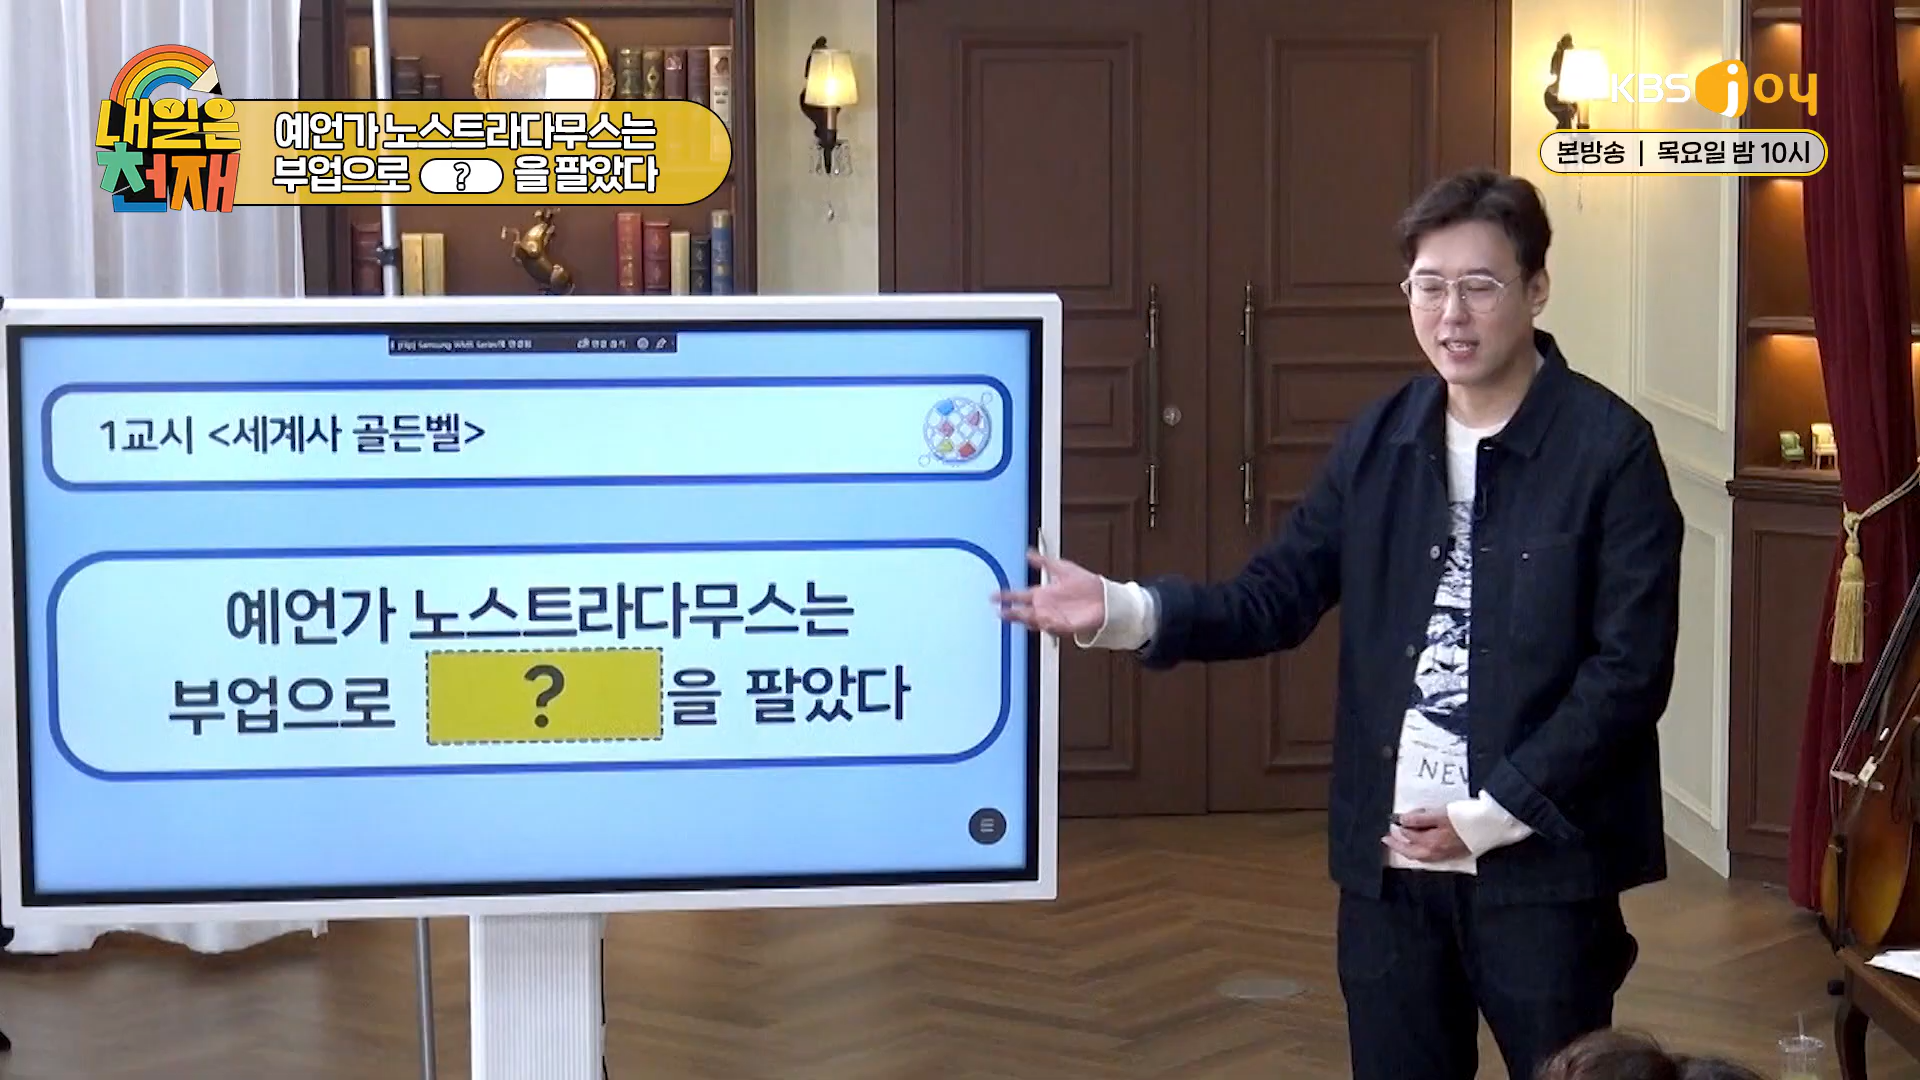 내일은
천재
예언가 노스트라다무스는
부업으로 ? 을 팔았다
KBS joy
본방송 | 목요일 밤 10시
1교시 <세계사 골든벨>
예언가 노스트라다무스는
부업으로 ? 을 팔았다
NEW